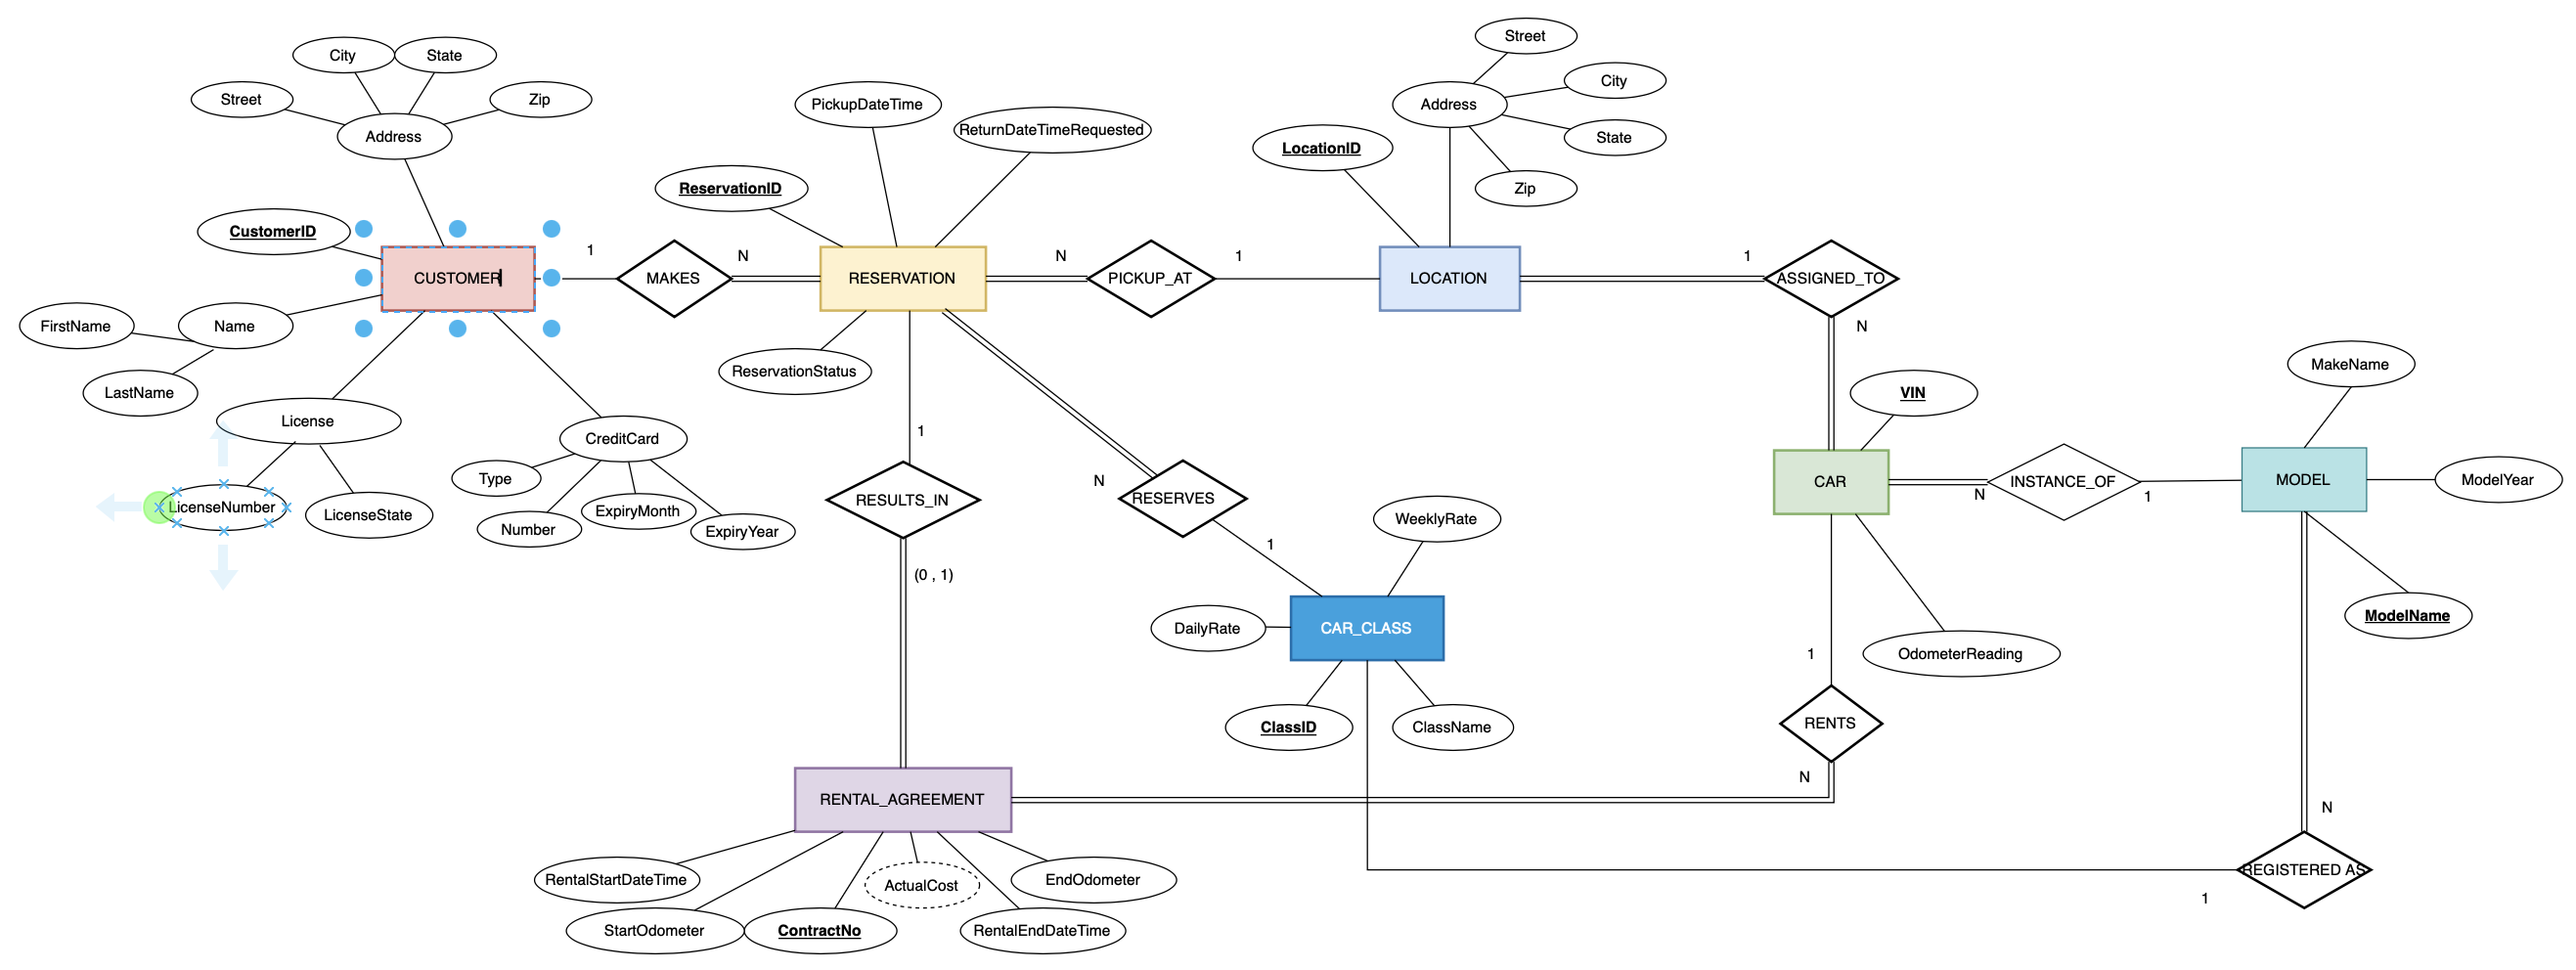 Street
City
State
Street
Zip
City
PickupDateTime
Address
Address
ReturnDateTimeRequested
State
LocationID
Zip
ReservationID
CustomerID
1
N
N
1
1
CUSTOMER
MAKES
RESERVATION
PICKUP_AT
LOCATION
ASSIGNED_TO
FirstName
Name
N
ReservationStatus
MakeName
LastName
VIN
License
1
CreditCard
Type
N
RESERVES
RESULTS_IN
CAR
INSTANCE_OF
N
1
MODEL
ModelYear
LicenseNumber
LicenseState
Number
ExpiryMonth
ExpiryYear
WeeklyRate
1
(0 , 1)
DailyRate
CAR_CLASS
ModelName
1
OdometerReading
ClassID
ClassName
RENTS
N
RENTAL_AGREEMENT
N
RentalStartDateTime
ActualCost
EndOdometer
REGISTERED AS
1
StartOdometer
ContractNo
RentalEndDateTime